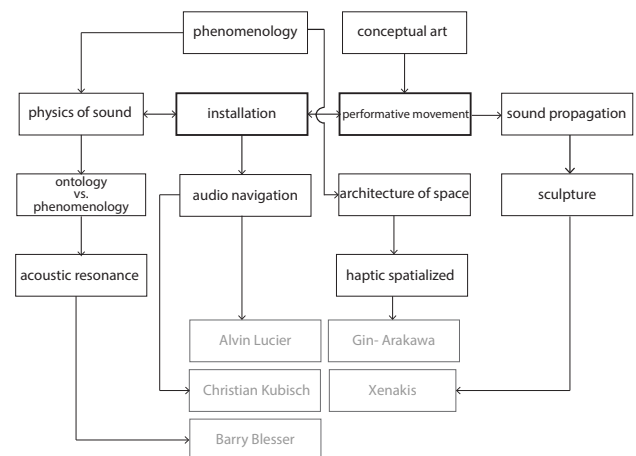 phenomenology
conceptual art
physics of sound
installation
performative movement
sound propagation
ontology
vs.
phenomenology
audio navigation
architecture of space
sculpture
acoustic resonance
haptic spatialized
Alvin Lucier
Gin- Arakawa
Christian Kubisch
Xenakis
Barry Blesser